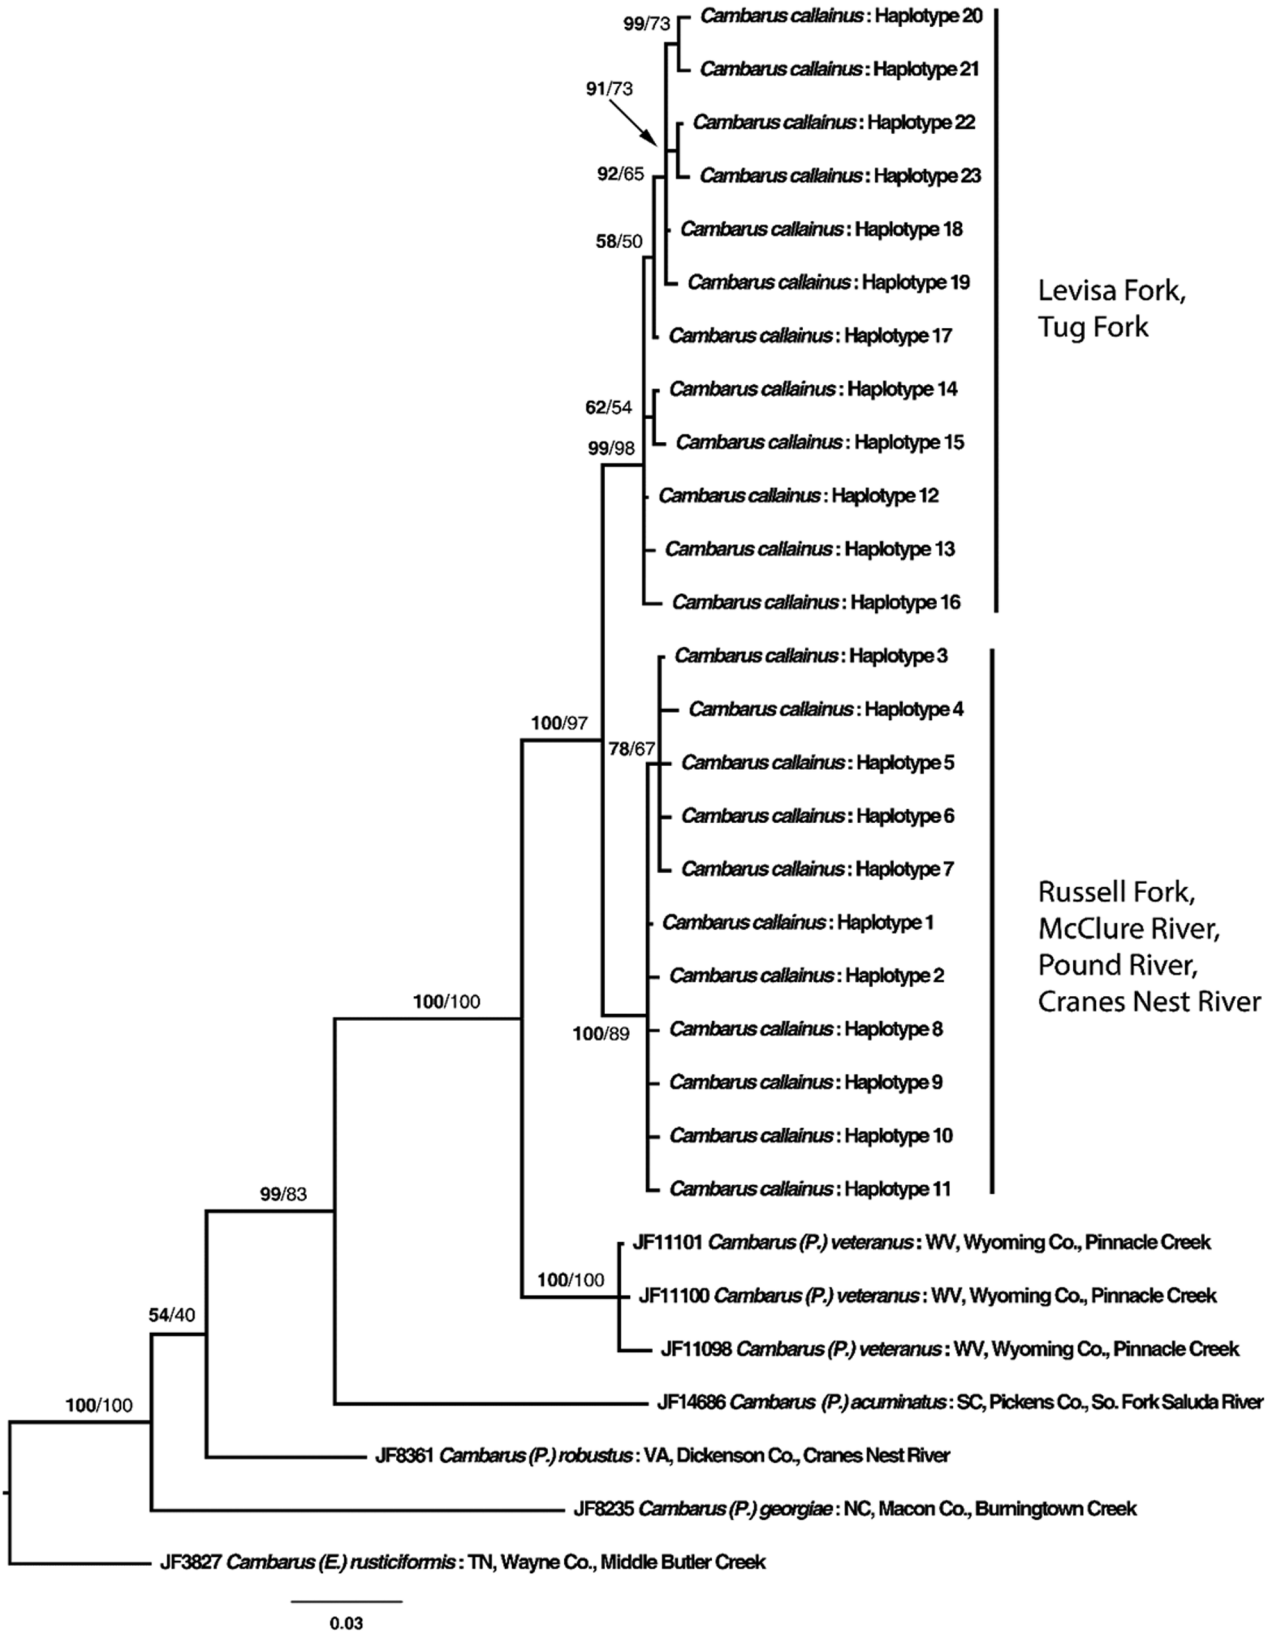 99/73
Cambarus callainus: Haplotype 20
Cambarus callainus: Haplotype 21
91/73
Cambarus callainus: Haplotype 22
92/65
Cambarus callainus: Haplotype 23
58/50
Cambarus callainus: Haplotype 18
Cambarus callainus: Haplotype 19
Levisa Fork,
Tug Fork
Cambarus callainus: Haplotype 17
62/54
Cambarus callainus: Haplotype 14
99/98
Cambarus callainus: Haplotype 15
Cambarus callainus: Haplotype 12
Cambarus callainus: Haplotype 13
Cambarus callainus: Haplotype 16
Cambarus callainus: Haplotype 3
Cambarus callainus: Haplotype 4
100/97
78/67
Cambarus callainus: Haplotype 5
Cambarus callainus: Haplotype 6
Cambarus callainus: Haplotype 7
Russell Fork,
McClure River,
Pound River,
Cranes Nest River
Cambarus callainus: Haplotype 1
Cambarus callainus: Haplotype 2
100/100
100/89
Cambarus callainus: Haplotype 8
Cambarus callainus: Haplotype 9
Cambarus callainus: Haplotype 10
Cambarus callainus: Haplotype 11
99/83
JF11101 Cambarus (P.) veteranus: WV, Wyoming Co., Pinnacle Creek
100/100
JF11100 Cambarus (P.) veteranus: WV, Wyoming Co., Pinnacle Creek
54/40
JF11098 Cambarus (P.) veteranus: WV, Wyoming Co., Pinnacle Creek
100/100
JF14686 Cambarus (P.) acuminatus: SC, Pickens Co., So. Fork Saluda River
JF8361 Cambarus (P.) robustus: VA, Dickenson Co., Cranes Nest River
JF8235 Cambarus (P.) georgiae: NC, Macon Co., Burningtown Creek
JF3827 Cambarus (E.) rusticiformis: TN, Wayne Co., Middle Butler Creek
0.03